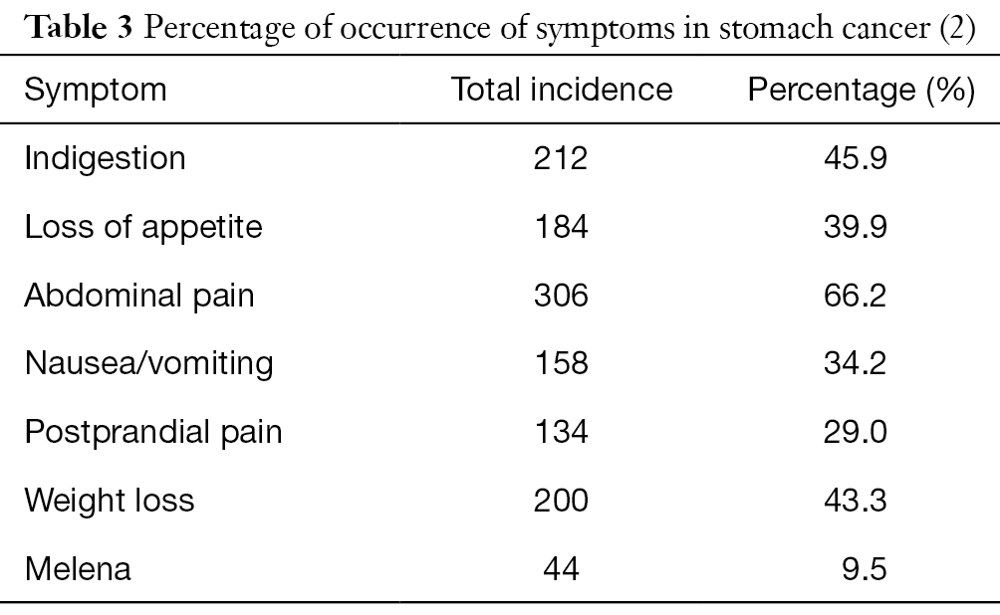 Table 3 Percentage of occurrence of symptoms in stomach cancer (2)
Symptom Total incidence Percentage (%)
Indigestion 212 45.9
Loss of appetite 184 39.9
Abdominal pain 306 66.2
Nausea/vomiting 158 34.2
Postprandial pain 134 29.0
Weight loss 200 43.3
Melena 44 9.5